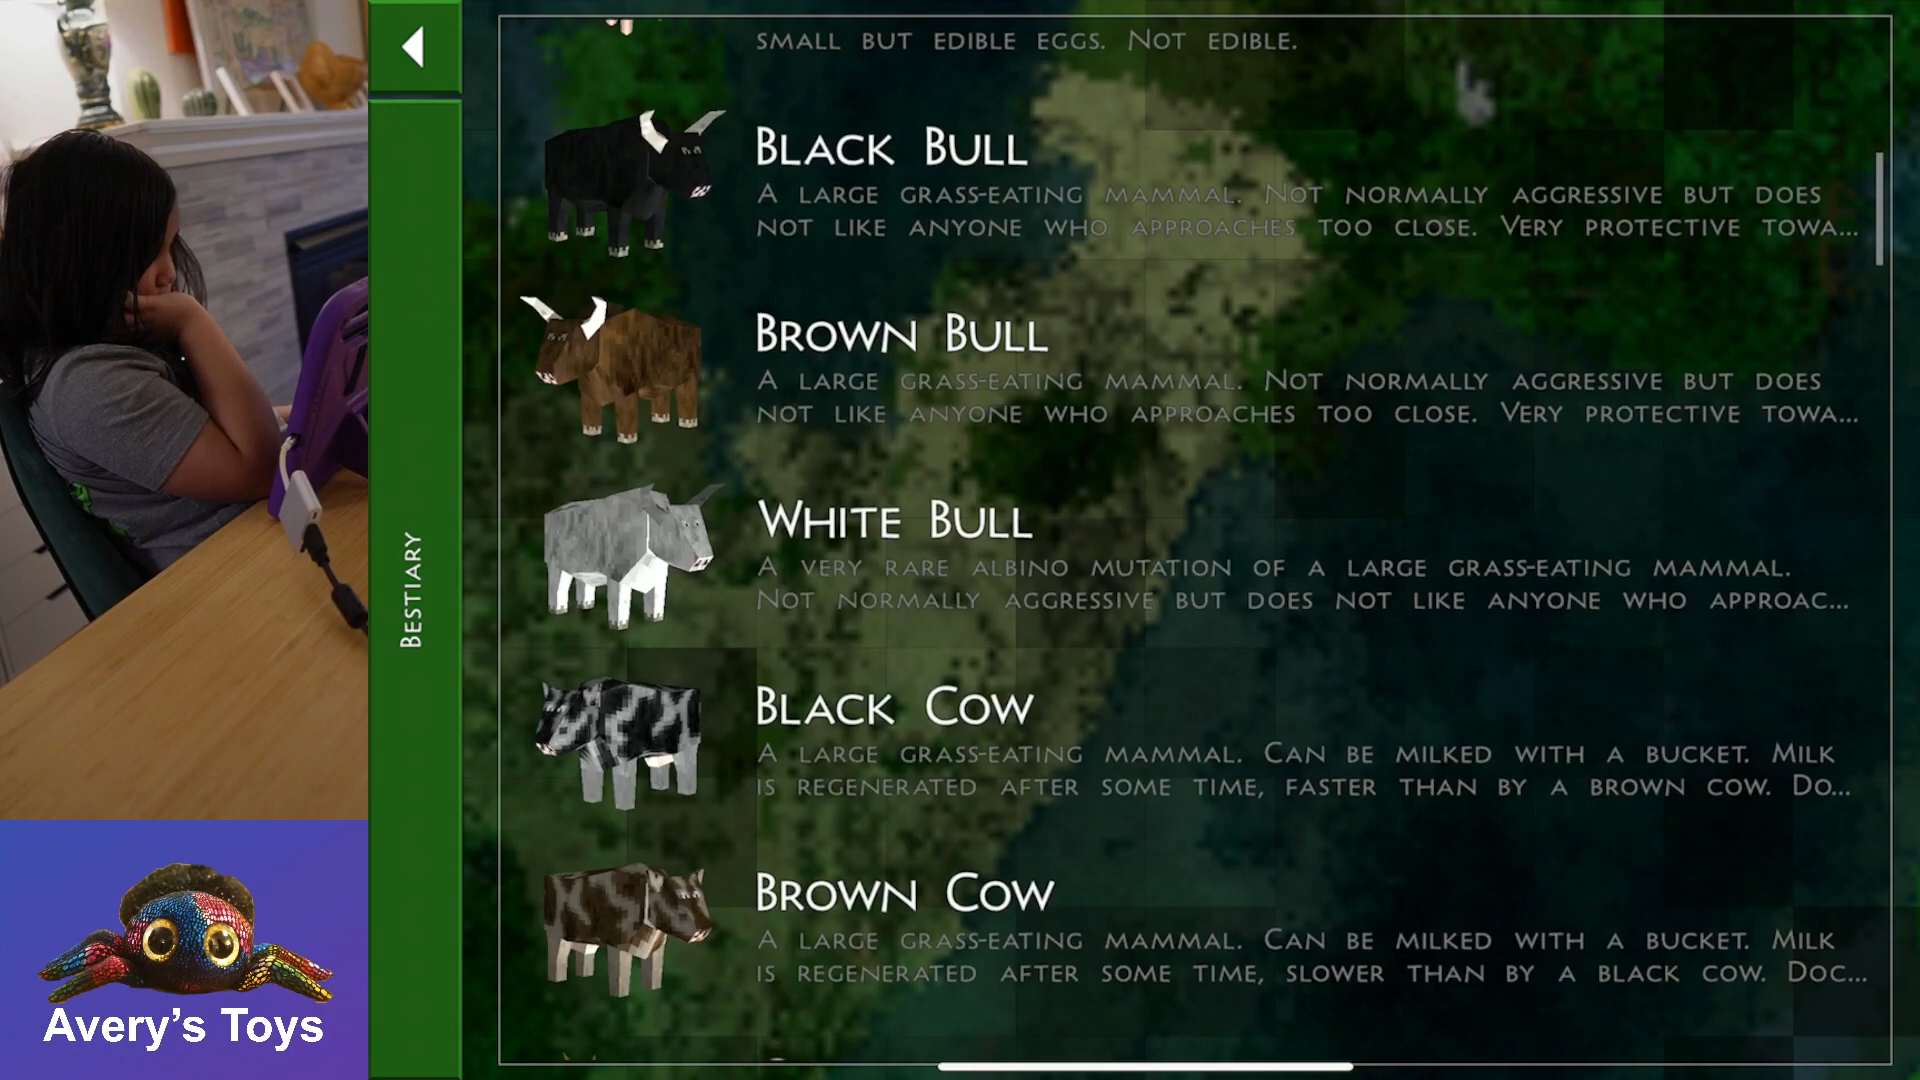 SMALL BUT EDIBLE EGGS. NOT EDIBLE.
BLACK BULL
A LARGE GRASS-EATING MAMMAL. NOT NORMALLY AGGRESSIVE BUT DOES
NOT LIKE ANYONE WHO APPROACHES TOO CLOSE. VERY PROTECTIVE TOWA...
BROWN BULL
A LARGE GRASS-EATING MAMMAL. NOT NORMALLY AGGRESSIVE BUT DOES
NOT LIKE ANYONE WHO APPROACHES TOO CLOSE. VERY PROTECTIVE TOWA...
WHITE BULL
A VERY RARE ALBINO MUTATION OF A LARGE GRASS-EATING MAMMAL.
NOT NORMALLY AGGRESSIVE BUT DOES NOT LIKE ANYONE WHO APPROAC...
BLACK COW
A LARGE GRASS-EATING MAMMAL. CAN BE MILKED WITH A BUCKET. MILK
IS REGENERATED AFTER SOME TIME, FASTER THAN BY A BROWN COW. DO...
BROWN COW
A LARGE GRASS-EATING MAMMAL. CAN BE MILKED WITH A BUCKET. MILK
IS REGENERATED AFTER SOME TIME, SLOWER THAN BY A BLACK COW. DOC...
BESTIARY
Avery's Toys